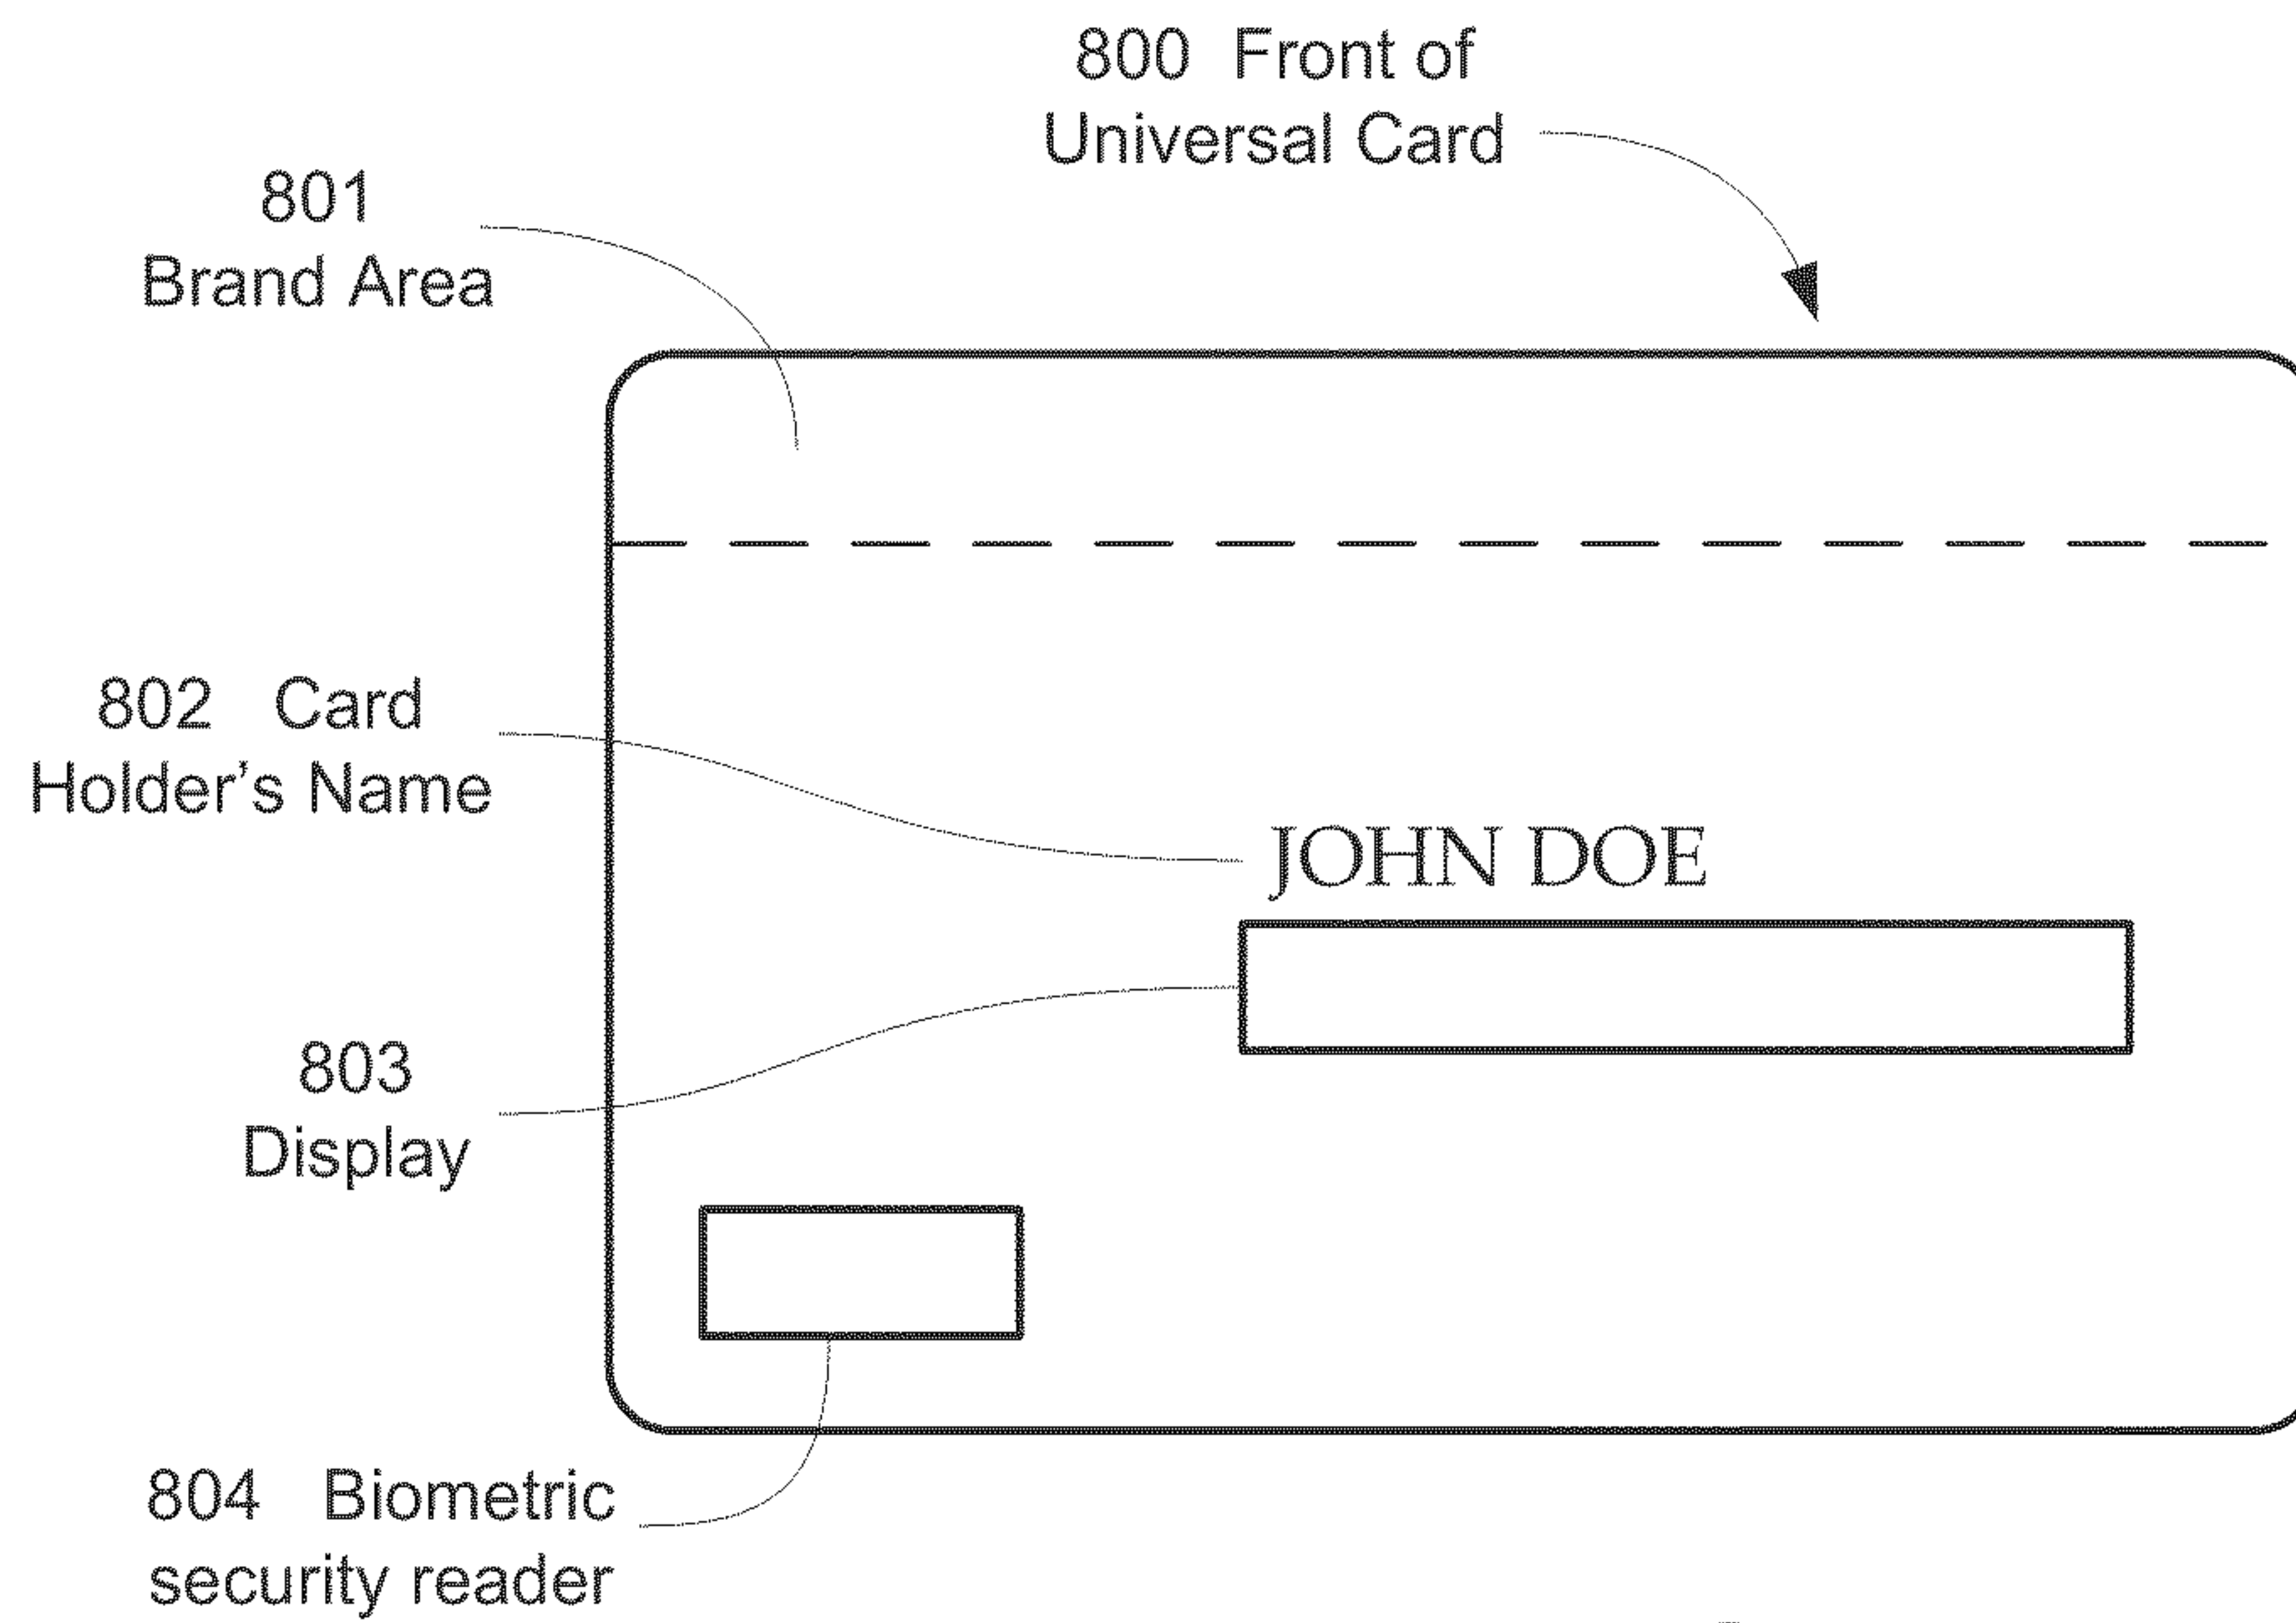 800 Front of
Universal Card
801
Brand Area
802 Card
Holder's Name
JOHN DOE
803
Display
804 Biometric
security reader